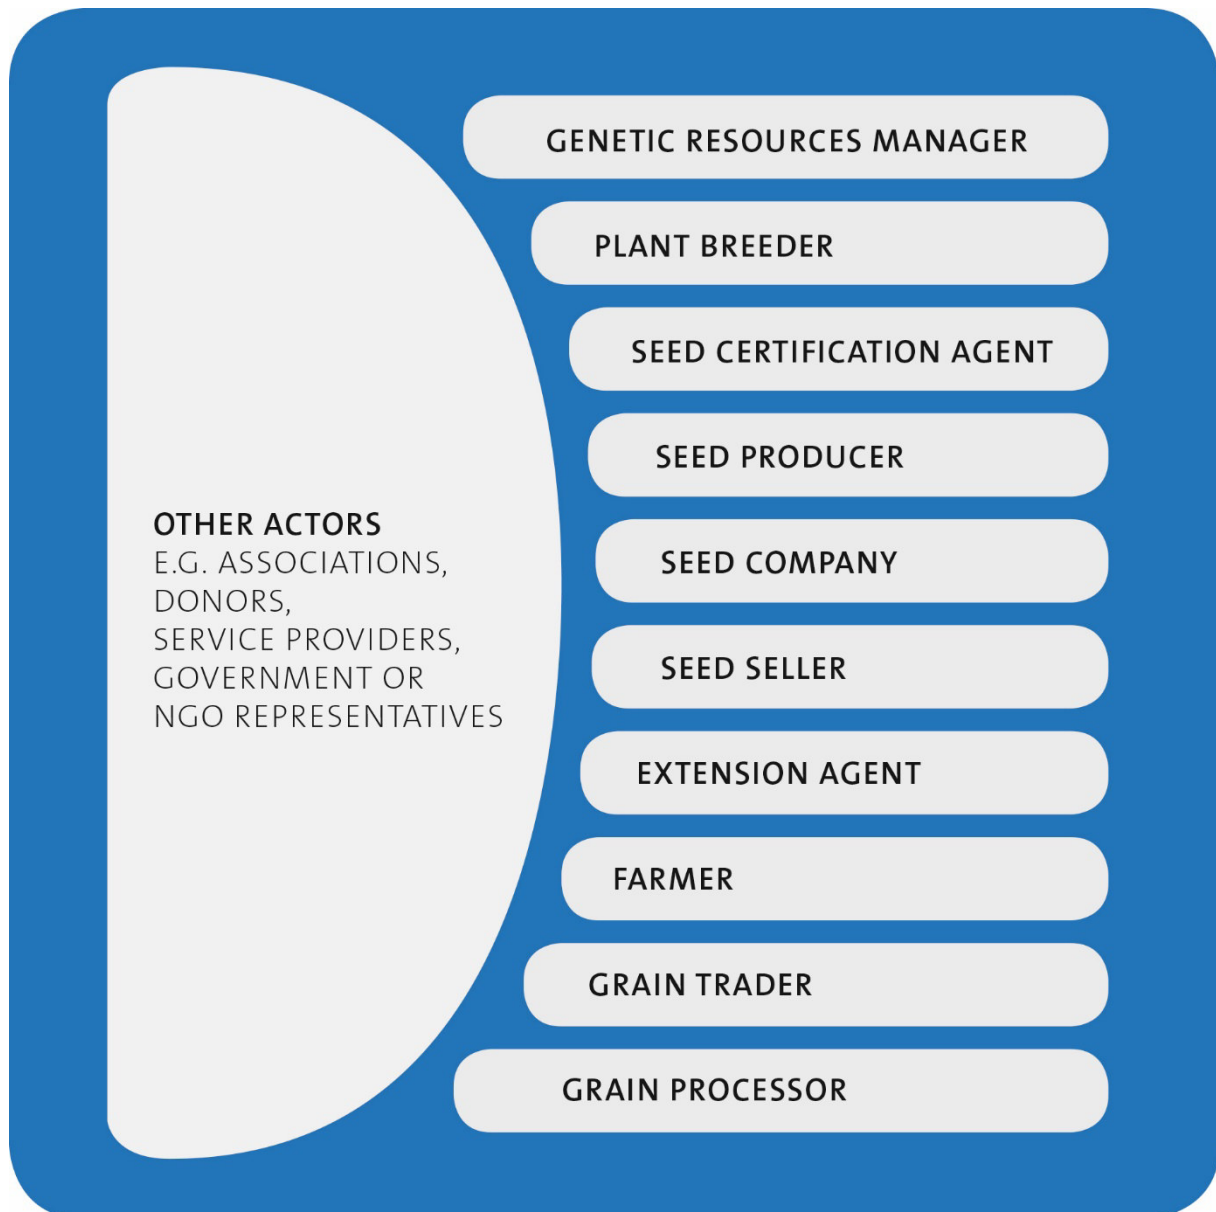 GENETIC RESOURCES MANAGER
PLANT BREEDER
SEED CERTIFICATION AGENT
SEED PRODUCER
SEED COMPANY
SEED SELLER
EXTENSION AGENT
FARMER
GRAIN TRADER
GRAIN PROCESSOR
OTHER ACTORS
E.G. ASSOCIATIONS,
DONORS,
SERVICE PROVIDERS,
GOVERNMENT OR
NGO REPRESENTATIVES